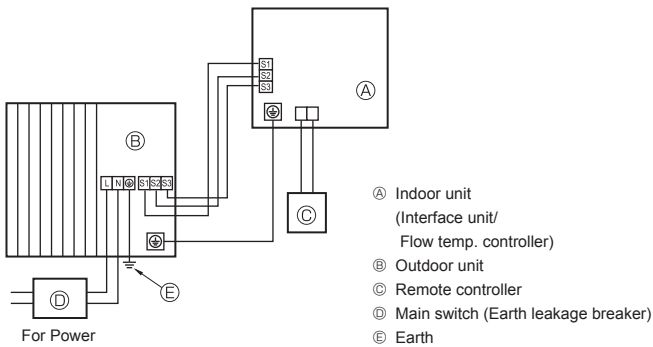 S1
S2
S3
Ⓐ
Ⓑ
L N S1 S2 S3
Ⓒ
Ⓓ
Ⓔ
For Power
Ⓐ Indoor unit
(Interface unit/
Flow temp. controller)
Ⓑ Outdoor unit
Ⓒ Remote controller
Ⓓ Main switch (Earth leakage breaker)
Ⓔ Earth